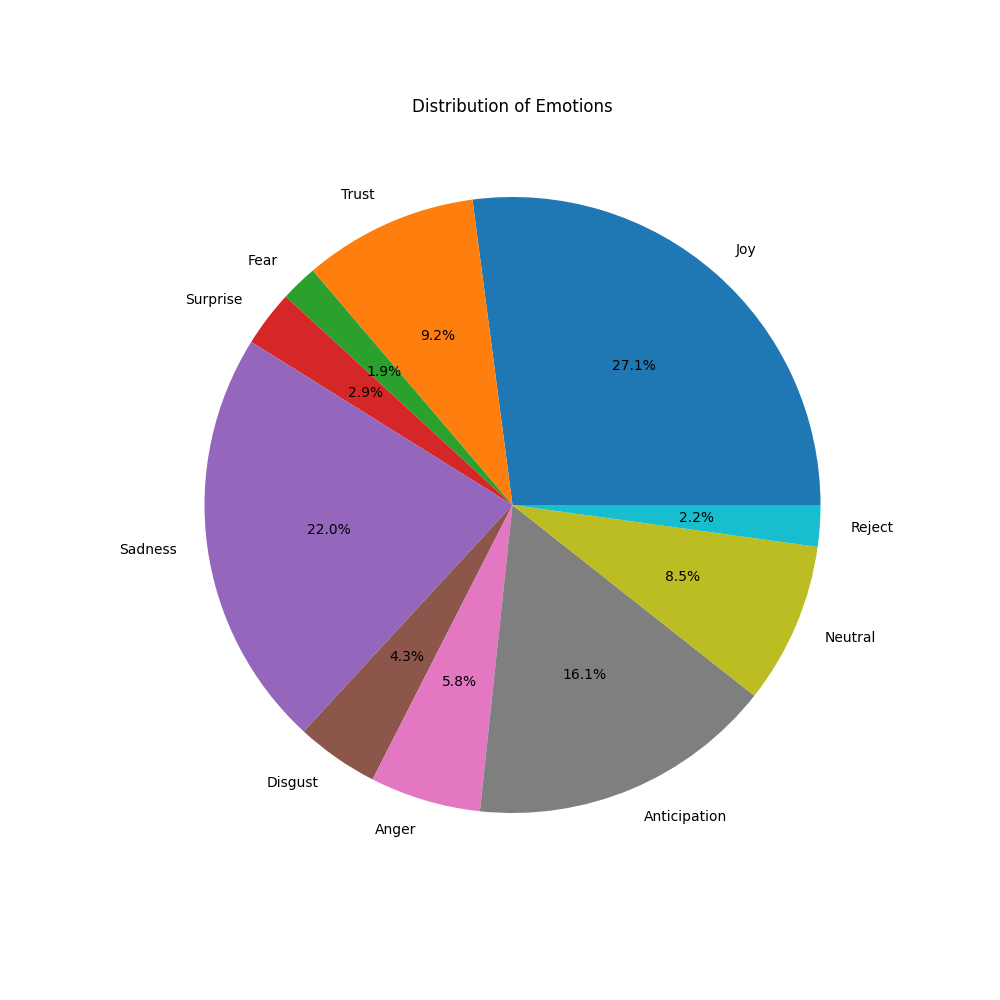 Distribution of Emotions
Trust
Joy
Fear
Surprise
9.2%
27.1%
1.9%
2.9%
Sadness
22.0%
2.2%
Reject
8.5%
Neutral
4.3%
5.8%
16.1%
Disgust
Anger
Anticipation